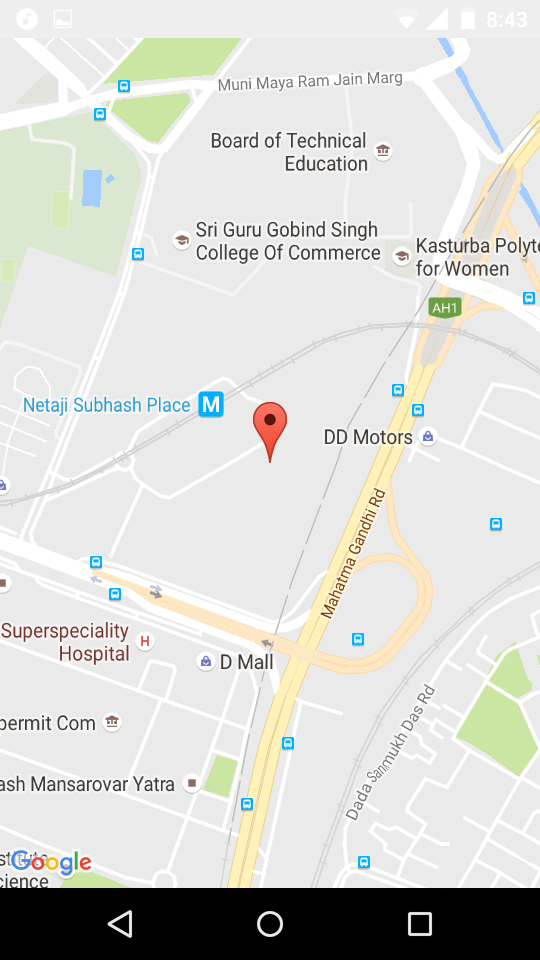 8:43
Muni Maya Ram Jain Marg
Board of Technical
Education
Sri Guru Gobind Singh
College Of Commerce
Kasturba Polyte
for Women
AH1
Netaji Subhash Place
M
DD Motors
Mahatma Gandhi Rd
Superspeciality
Hospital
H
D Mall
Dada Sanmukh Das Rd
permit Com
ash Mansarovar Yatra
stitute
Google
cience